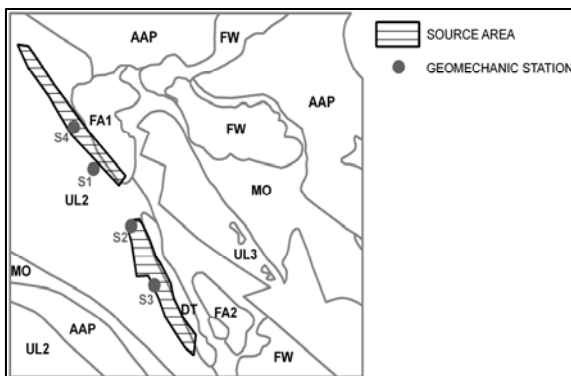 AAP
FW
SOURCE AREA
GEOMECHANIC STATION
AAP
FA1
FW
S4
S1
MO
UL2
S2
UL3
MO
S3
DT
FA2
AAP
UL2
FW